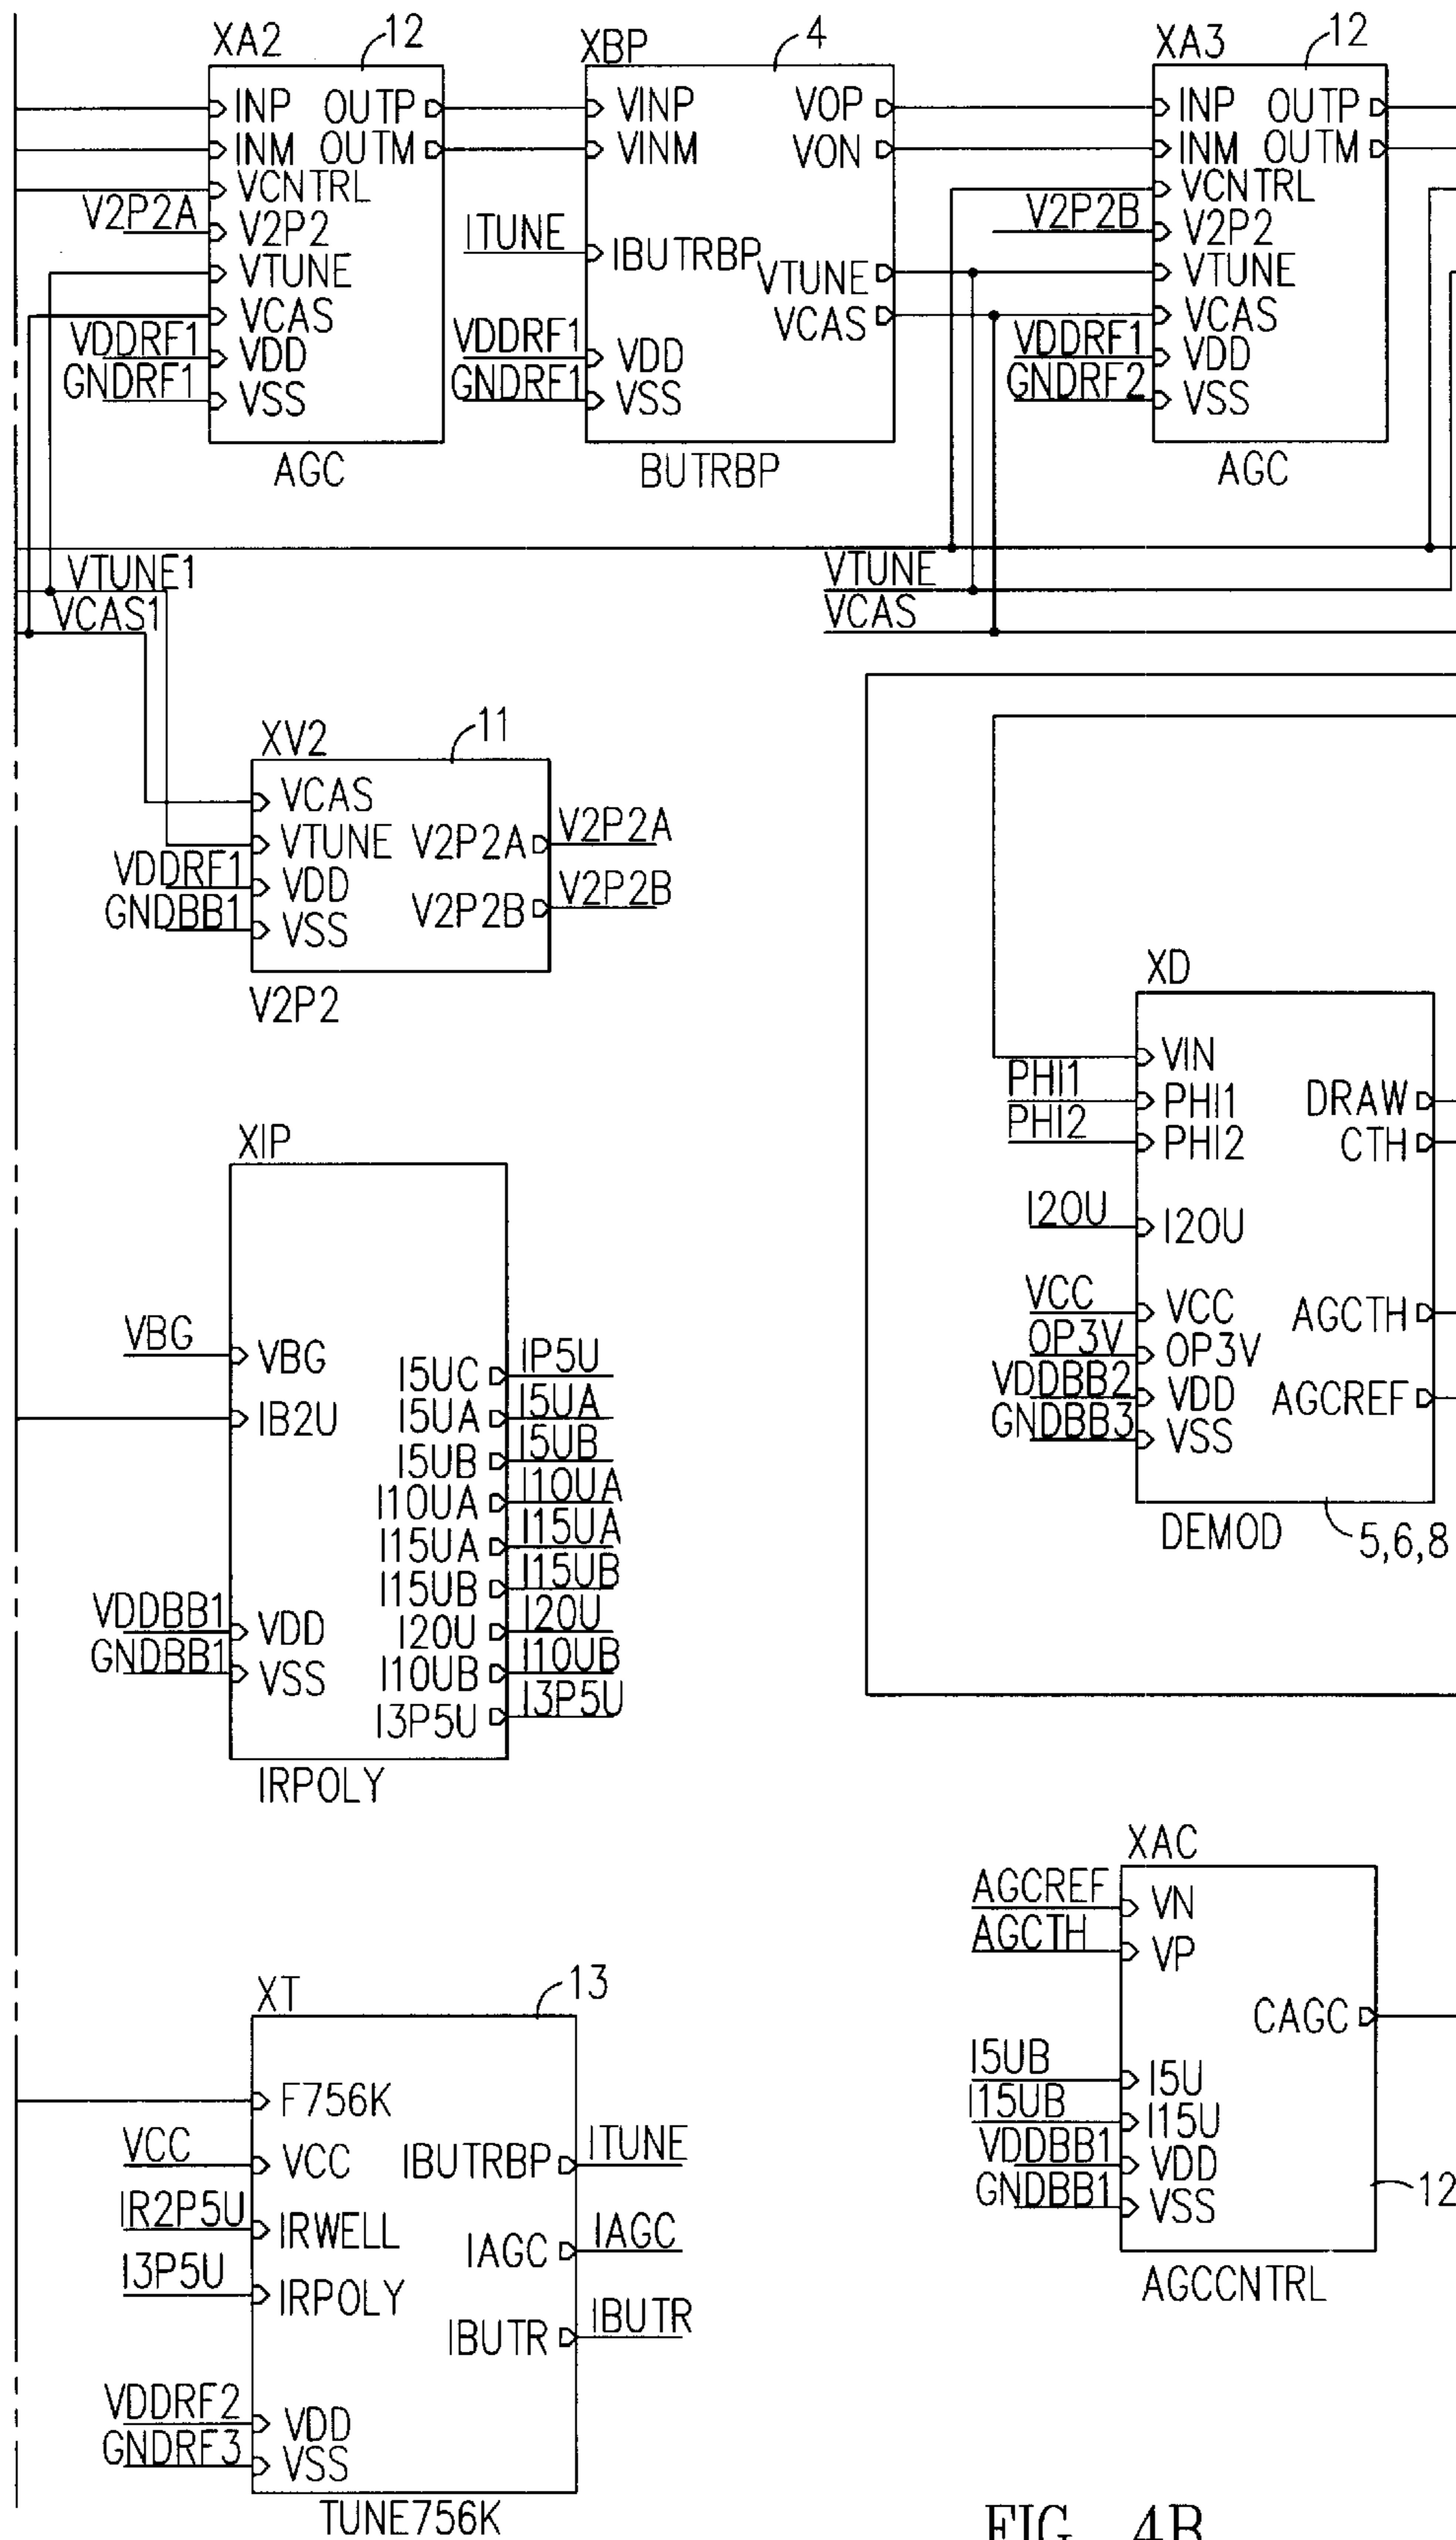 XA2
12
INP OUTP
INM OUTM
VCNTRL
V2P2A
V2P2
VTUNE
VCAS
VDDRF1
VDD
GNDRF1
VSS
AGC
XBP
4
VINP VOP
VINM VON
ITUNE
IBUTRBP
VTUNE
VCAS
VDDRF1
VDD
GNDRF1
VSS
BUTRBP
XA3
12
INP OUTP
INM OUTM
VCNTRL
V2P2B
V2P2
VTUNE
VCAS
VDDRF1
VDD
GNDRF2
VSS
AGC
VTUNE1
VCAS1
VTUNE
VCAS
XV2
11
VCAS
VTUNE V2P2A V2P2A
VDDRF1
VDD
GNDBB1
V2P2B V2P2B
VSS
V2P2
XD
VIN
PHI1
PHI1 DRAW
PHI2
PHI2 CTH
I20U
I20U
VCC
VCC AGCTH
OP3V
OP3V
VDDBB2
VDD AGCREF
GNDBB3
VSS
DEMOD
5,6,8
XIP
VBG
VBG
IB2U
I5UC IP5U
I5UA I5UA
I5UB I5UB
I10UA I10UA
I15UA I15UA
I15UB I15UB
VDDBB1
VDD I20U I20U
GNDBB1
VSS I10UB I10UB
I3P5U I3P5U
IRPOLY
XAC
AGCREF
VN
AGCTH
VP
CAGC
I5UB
I5U
I15UB
I15U
VDDBB1
VDD
GNDBB1
VSS
12
AGCCNTRL
XT
13
F756K
VCC
VCC IBUTRBP ITUNE
IR2P5U
IRWELL IAGC IAGC
I3P5U
IRPOLY IBUTR IBUTR
VDDRF2
VDD
GNDRF3
VSS
TUNE756K
FIG. 4B